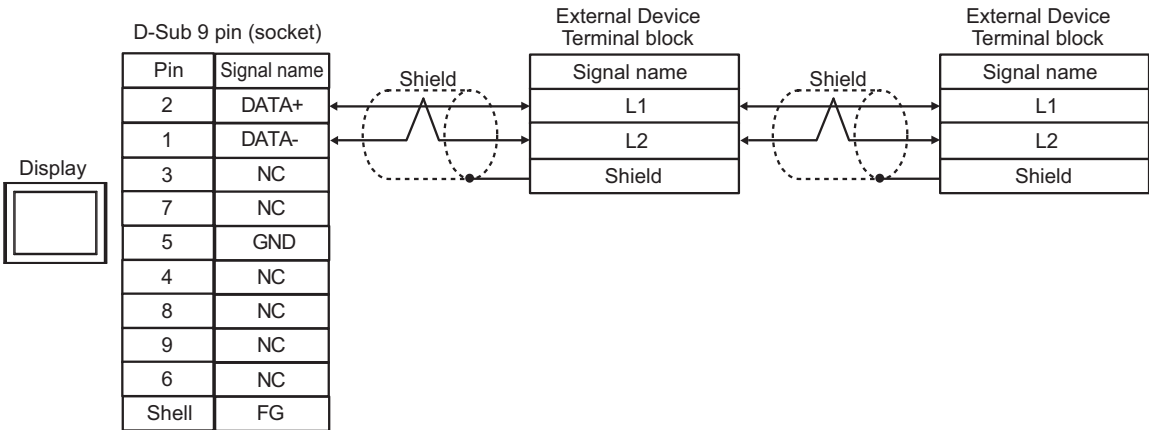 D-Sub 9 pin (socket)
Pin Signal name
2 DATA+
1 DATA-
3 NC
7 NC
5 GND
4 NC
8 NC
9 NC
6 NC
Shell FG
Display
Shield
External Device
Terminal block
Signal name
L1
L2
Shield
Shield
External Device
Terminal block
Signal name
L1
L2
Shield